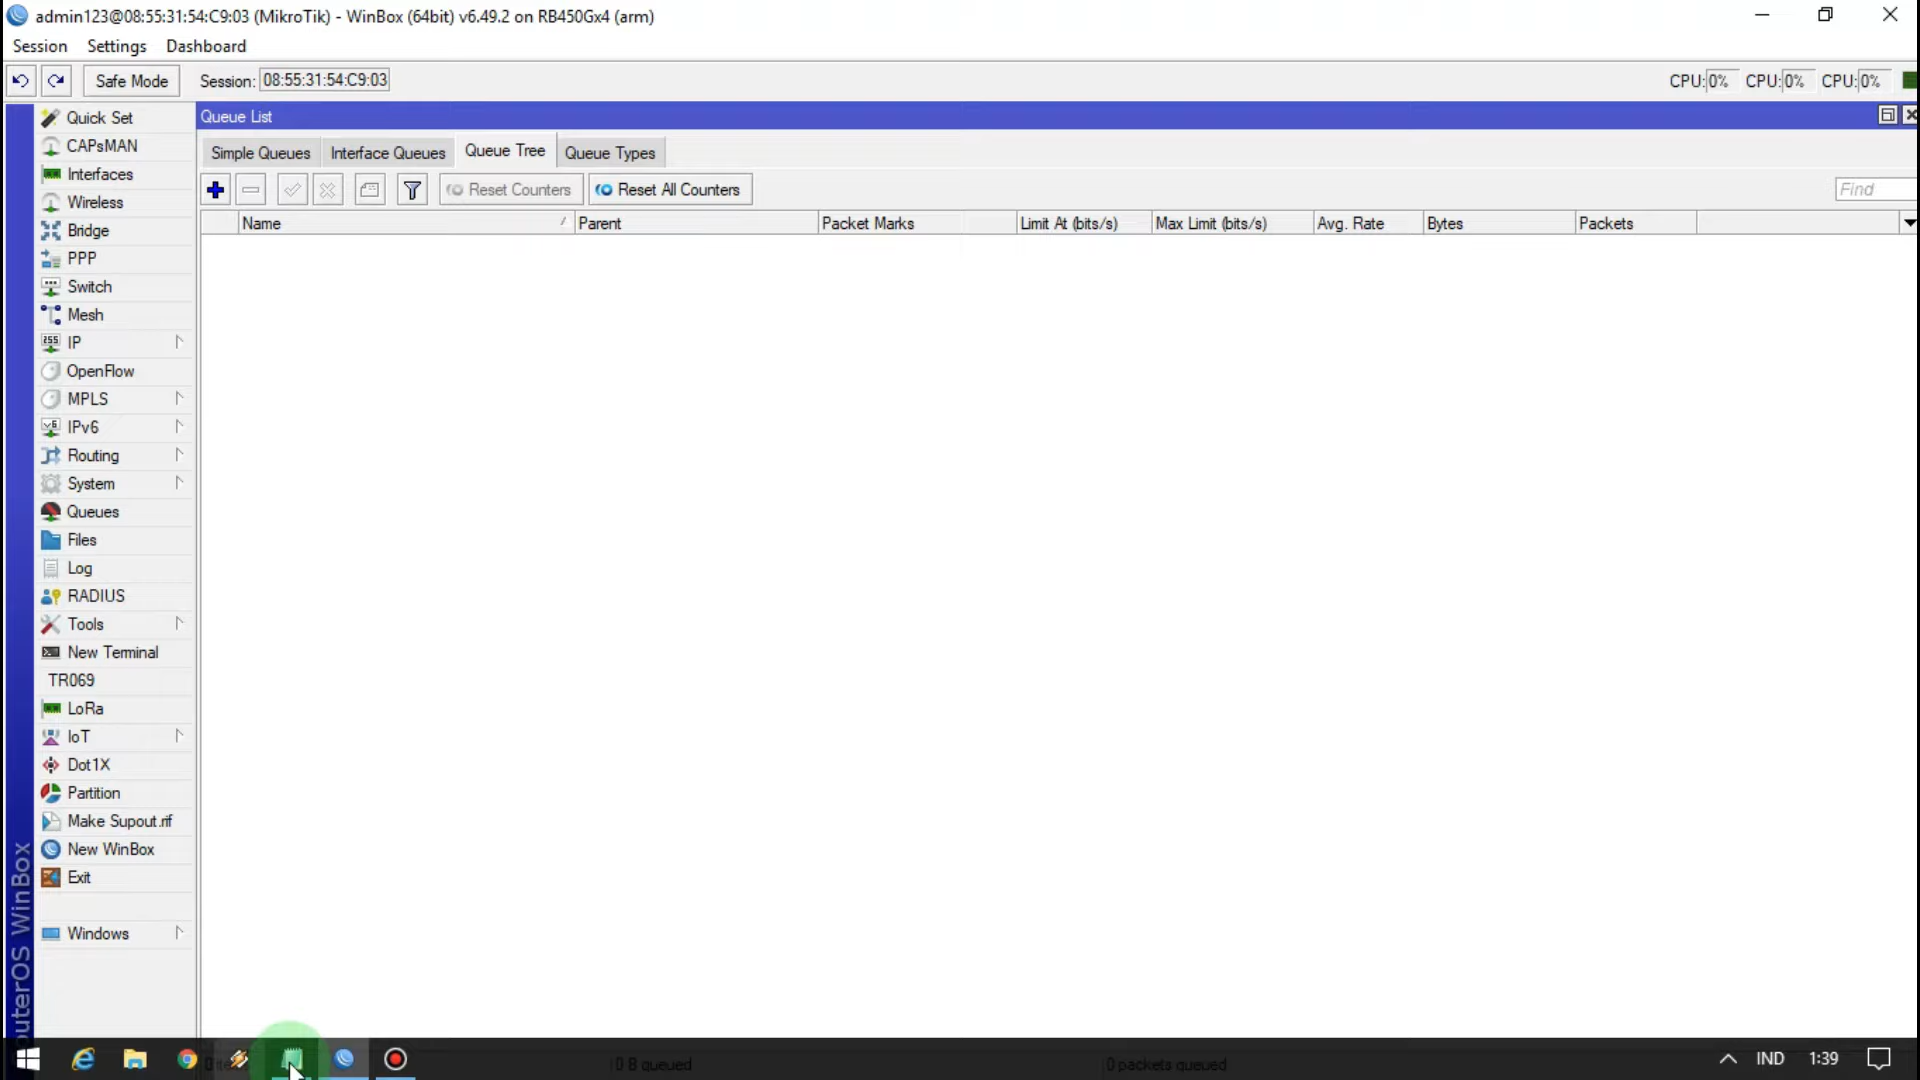 admin123@08:55:31:54:C9:03 (MikroTik) - WinBox (64bit) v6.49.2 on RB450Gx4 (arm)
Session Settings Dashboard
Safe Mode Session: 08:55:31:54:C9:03 CPU:0% CPU:0% CPU:0%
Queue List
Simple Queues Interface Queues Queue Tree Queue Types
Reset Counters Reset All Counters Find
Name Parent Packet Marks Limit At (bits/s) Max Limit (bits/s) Avg. Rate Bytes Packets
Quick Set
CAPsMAN
Interfaces
Wireless
Bridge
PPP
Switch
Mesh
IP
OpenFlow
MPLS
IPv6
Routing
System
Queues
Files
Log
RADIUS
Tools
New Terminal
TR069
LoRa
IoT
Dot1X
Partition
Make Supout.rif
New WinBox
Exit
Windows
WinBox
0 B queued 0 packets queued
IND 1:39